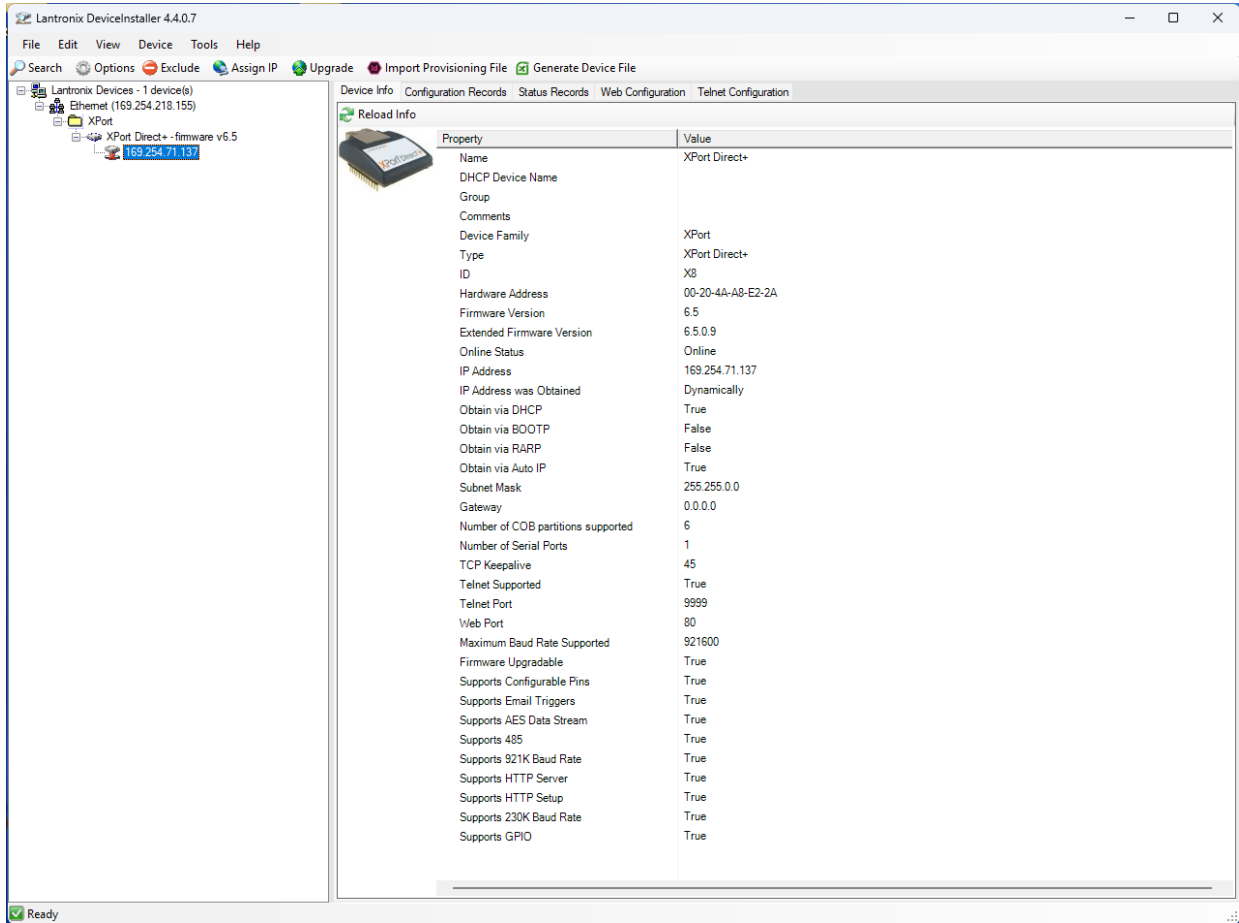 Lantronix DeviceInstaller 4.4.0.7
File Edit View Device Tools Help
Search Options Exclude Assign IP Upgrade Import Provisioning File Generate Device File
Lantronix Devices - 1 device(s)
Ethernet (169.254.218.155)
XPort
XPort Direct+ - firmware v6.5
169.254.71.137
Device Info Configuration Records Status Records Web Configuration Telnet Configuration
Reload Info
XPort Direct+
Property Value
Name XPort Direct+
DHCP Device Name
Group
Comments
Device Family XPort
Type XPort Direct+
ID X8
Hardware Address 00-20-4A-A8-E2-2A
Firmware Version 6.5
Extended Firmware Version 6.5.0.9
Online Status Online
IP Address 169.254.71.137
IP Address was Obtained Dynamically
Obtain via DHCP True
Obtain via BOOTP False
Obtain via RARP False
Obtain via Auto IP True
Subnet Mask 255.255.0.0
Gateway 0.0.0.0
Number of COB partitions supported 6
Number of Serial Ports 1
TCP Keepalive 45
Telnet Supported True
Telnet Port 9999
Web Port 80
Maximum Baud Rate Supported 921600
Firmware Upgradable True
Supports Configurable Pins True
Supports Email Triggers True
Supports AES Data Stream True
Supports 485 True
Supports 921K Baud Rate True
Supports HTTP Server True
Supports HTTP Setup True
Supports 230K Baud Rate True
Supports GPIO True
Ready